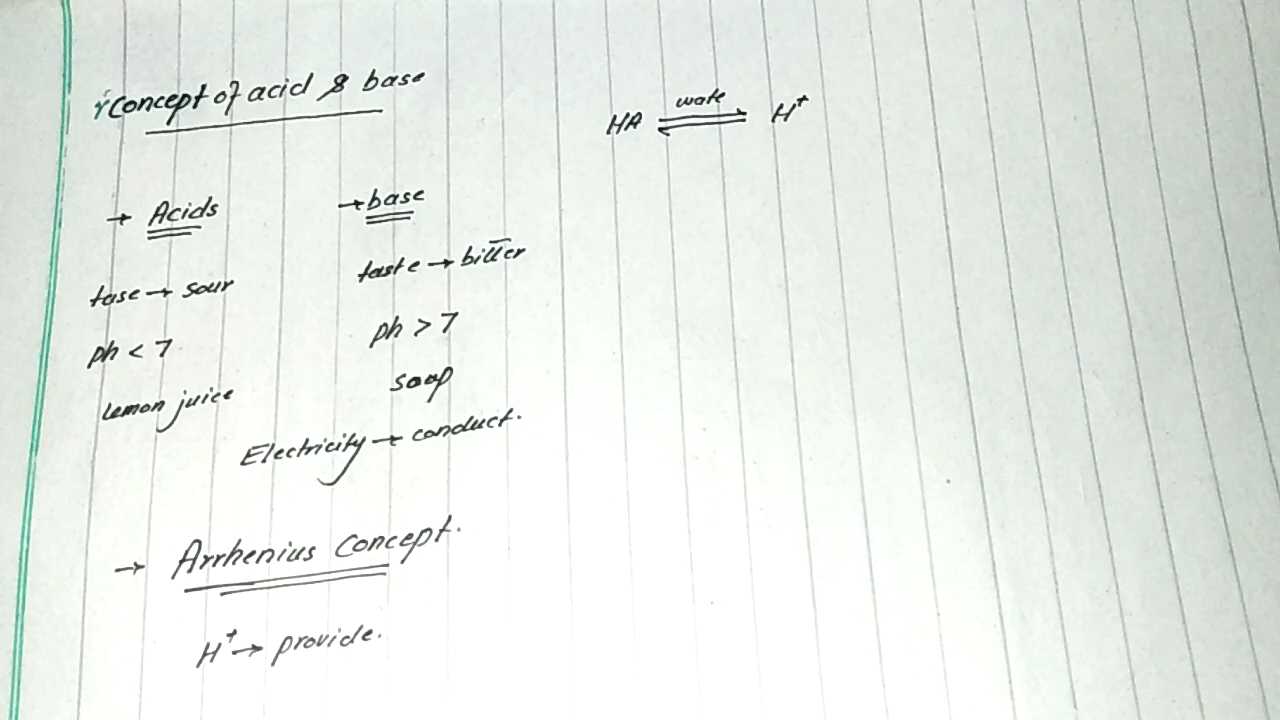 Concept of acid & base
→ Acids
tase → sour
ph < 7
Lemon juice
→ base
taste → bitter
ph > 7
soap
Electricity → conduct.
→ Arrhenius Concept.
H⁺ → provide.
wate
HA ⇌ H⁺